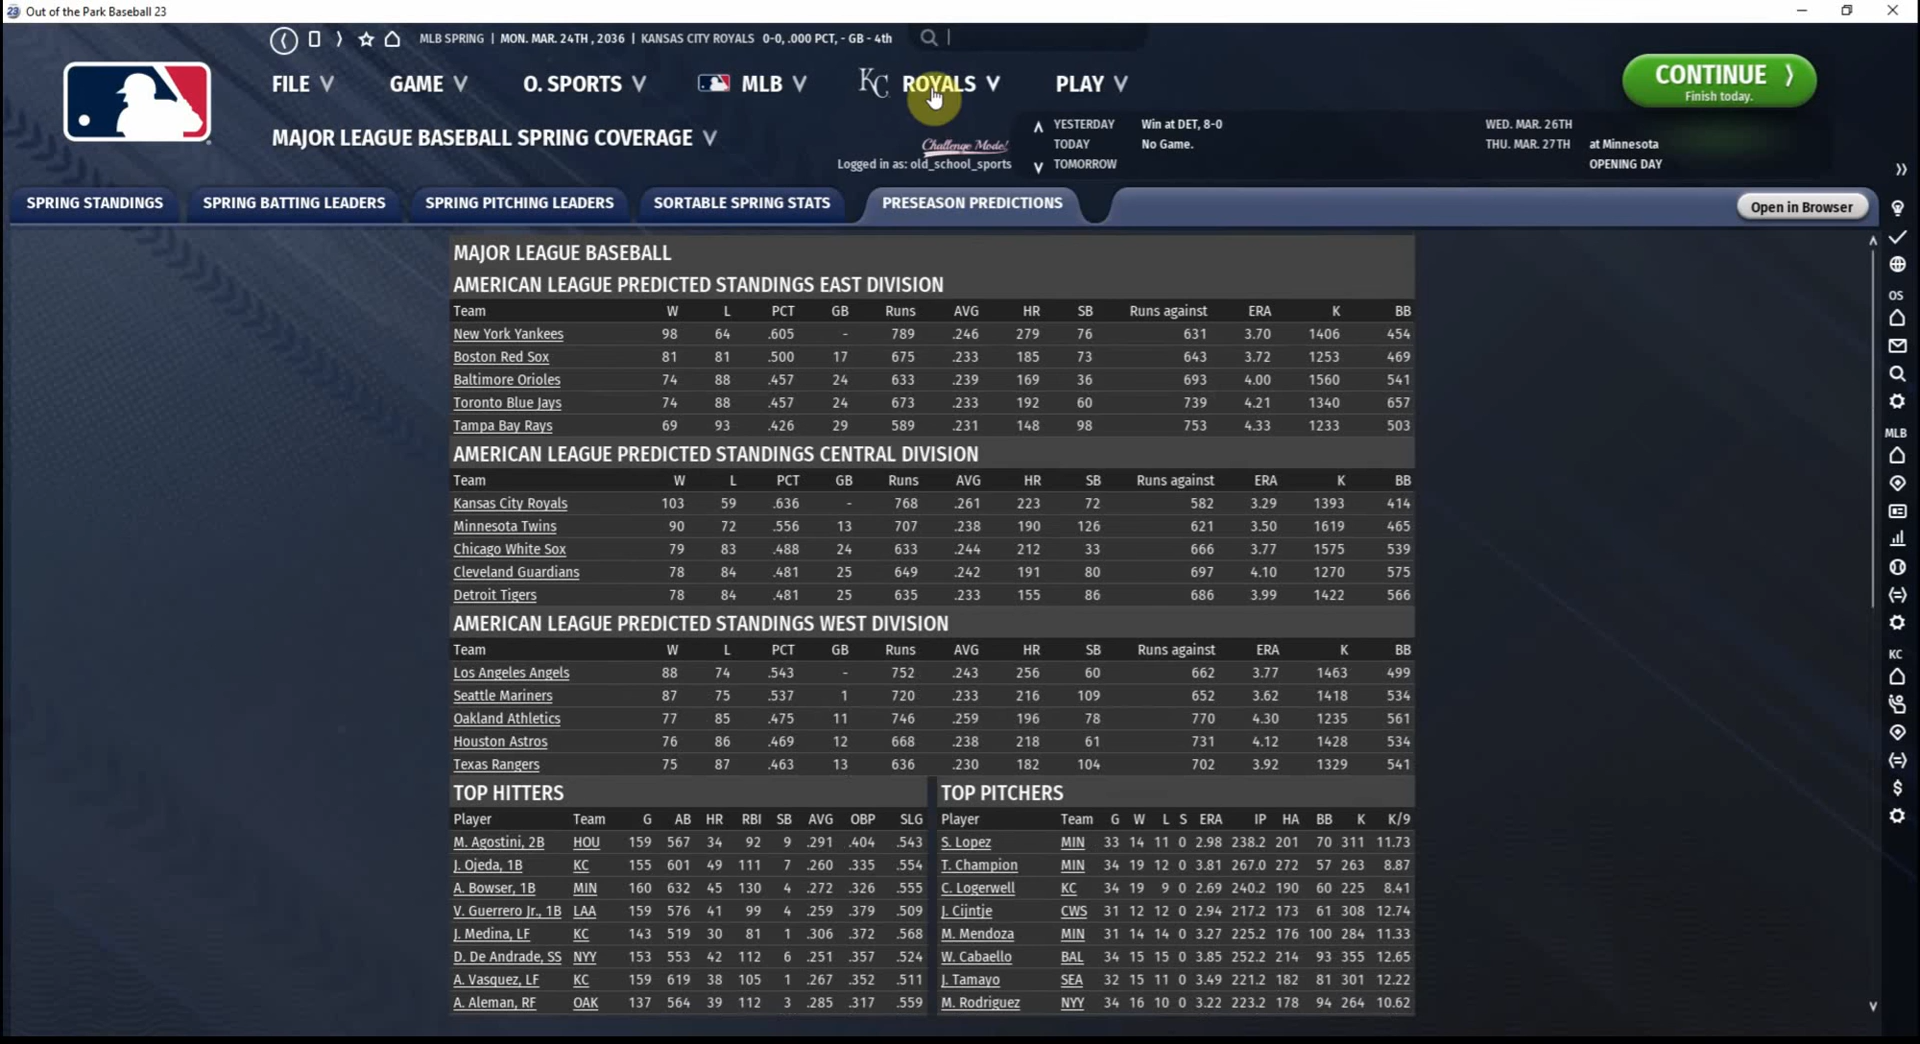 Out of the Park Baseball 23
MLB SPRING | MON. MAR. 24TH , 2036 | KANSAS CITY ROYALS 0-0, .000 PCT, - GB - 4th
FILE GAME O. SPORTS MLB KC ROYALS PLAY
CONTINUE
Finish today.
MAJOR LEAGUE BASEBALL SPRING COVERAGE
Challenge Mode!
Logged in as: old_school_sports
YESTERDAY Win at DET, 8-0 WED. MAR. 26TH
TODAY No Game. THU. MAR. 27TH at Minnesota
TOMORROW OPENING DAY
SPRING STANDINGS SPRING BATTING LEADERS SPRING PITCHING LEADERS SORTABLE SPRING STATS PRESEASON PREDICTIONS Open in Browser
MAJOR LEAGUE BASEBALL
AMERICAN LEAGUE PREDICTED STANDINGS EAST DIVISION
Team W L PCT GB Runs AVG HR SB Runs against ERA K BB
New York Yankees 98 64 .605 - 789 .246 279 76 631 3.70 1406 454
Boston Red Sox 81 81 .500 17 675 .233 185 73 643 3.72 1253 469
Baltimore Orioles 74 88 .457 24 633 .239 169 36 693 4.00 1560 541
Toronto Blue Jays 74 88 .457 24 673 .233 192 60 739 4.21 1340 657
Tampa Bay Rays 69 93 .426 29 589 .231 148 98 753 4.33 1233 503
AMERICAN LEAGUE PREDICTED STANDINGS CENTRAL DIVISION
Team W L PCT GB Runs AVG HR SB Runs against ERA K BB
Kansas City Royals 103 59 .636 - 768 .261 223 72 582 3.29 1393 414
Minnesota Twins 90 72 .556 13 707 .238 190 126 621 3.50 1619 465
Chicago White Sox 79 83 .488 24 633 .244 212 33 666 3.77 1575 539
Cleveland Guardians 78 84 .481 25 649 .242 191 80 697 4.10 1270 575
Detroit Tigers 78 84 .481 25 635 .233 155 86 686 3.99 1422 566
AMERICAN LEAGUE PREDICTED STANDINGS WEST DIVISION
Team W L PCT GB Runs AVG HR SB Runs against ERA K BB
Los Angeles Angels 88 74 .543 - 752 .243 256 60 662 3.77 1463 499
Seattle Mariners 87 75 .537 1 720 .233 216 109 652 3.62 1418 534
Oakland Athletics 77 85 .475 11 746 .259 196 78 770 4.30 1235 561
Houston Astros 76 86 .469 12 668 .238 218 61 731 4.12 1428 534
Texas Rangers 75 87 .463 13 636 .230 182 104 702 3.92 1329 541
TOP HITTERS
Player Team G AB HR RBI SB AVG OBP SLG
M. Agostini, 2B HOU 159 567 34 92 9 .291 .404 .543
J. Ojeda, 1B KC 155 601 49 111 7 .260 .335 .554
A. Bowser, 1B MIN 160 632 45 130 4 .272 .326 .555
V. Guerrero Jr., 1B LAA 159 576 41 99 4 .259 .379 .509
J. Medina, LF KC 143 519 30 81 1 .306 .372 .568
D. De Andrade, SS NYY 153 553 42 112 6 .251 .357 .524
A. Vasquez, LF KC 159 619 38 105 1 .267 .352 .511
A. Aleman, RF OAK 137 564 39 112 3 .285 .317 .559
TOP PITCHERS
Player Team G W L S ERA IP HA BB K K/9
S. Lopez MIN 33 14 11 0 2.98 238.2 201 70 311 11.73
T. Champion MIN 34 19 12 0 3.81 267.0 272 57 263 8.87
C. Logerwell KC 34 19 9 0 2.69 240.2 190 60 225 8.41
J. Cijntje CWS 31 12 12 0 2.94 217.2 173 61 308 12.74
M. Mendoza MIN 31 14 14 0 3.27 225.2 176 100 284 11.33
W. Cabaello BAL 34 15 15 0 3.85 252.2 214 93 355 12.65
J. Tamayo SEA 32 15 11 0 3.49 221.2 182 81 301 12.22
M. Rodriguez NYY 34 16 10 0 3.22 223.2 178 94 264 10.62
OS
MLB
KC